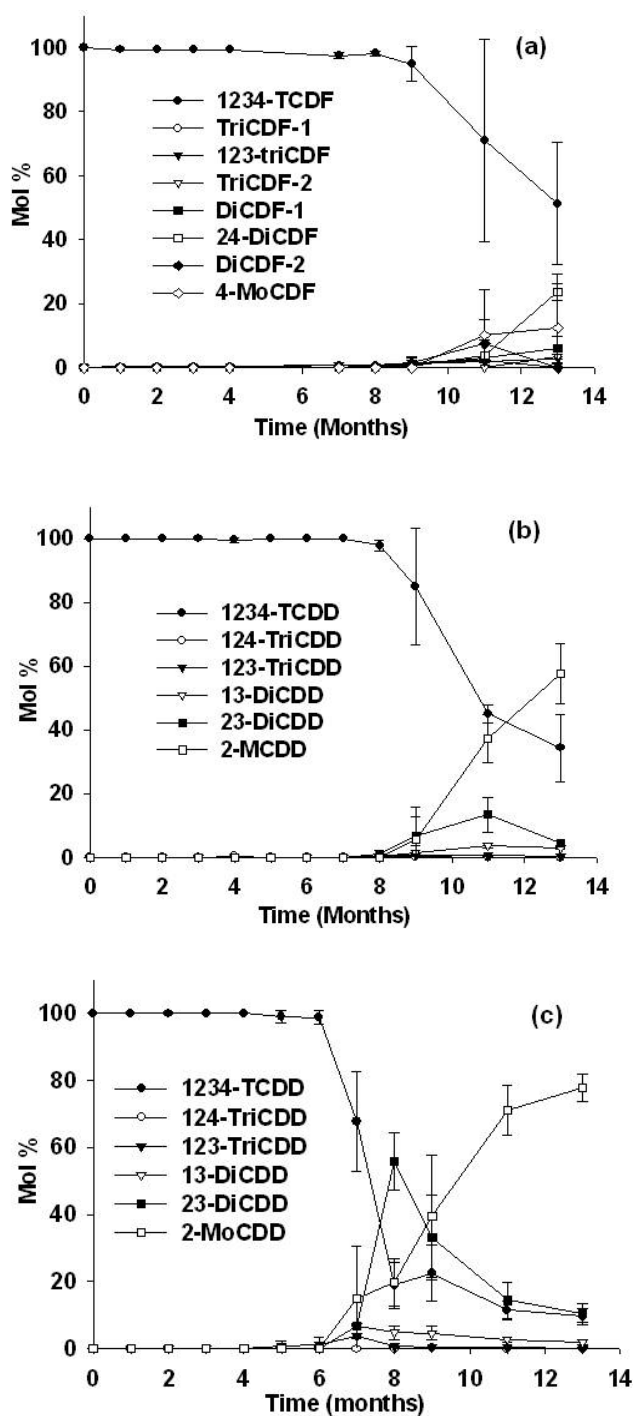 (a)
100
80
60
40
20
0
Mol %
1234-TCDF
TriCDF-1
123-triCDF
TriCDF-2
DiCDF-1
24-DiCDF
DiCDF-2
4-MoCDF
0 2 4 6 8 10 12 14
Time (Months)
(b)
100
80
60
40
20
0
Mol %
1234-TCDD
124-TriCDD
123-TriCDD
13-DiCDD
23-DiCDD
2-MCDD
0 2 4 6 8 10 12 14
Time (Months)
(c)
100
80
60
40
20
0
Mol %
1234-TCDD
124-TriCDD
123-TriCDD
13-DiCDD
23-DiCDD
2-MoCDD
0 2 4 6 8 10 12 14
Time (months)